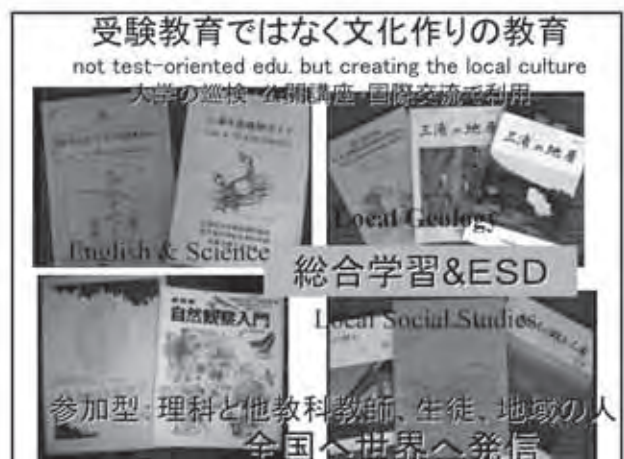 受験教育ではなく文化作りの教育
not test-oriented edu. but creating the local culture
大学の巡検・公開講座・国際交流で利用
三滝の地層
三滝の地層
Local Geology
English & Science
総合学習&ESD
自然観察入門
Local Social Studies
参加型:理科と他教科教師、生徒、地域の人
全国へ世界へ発信